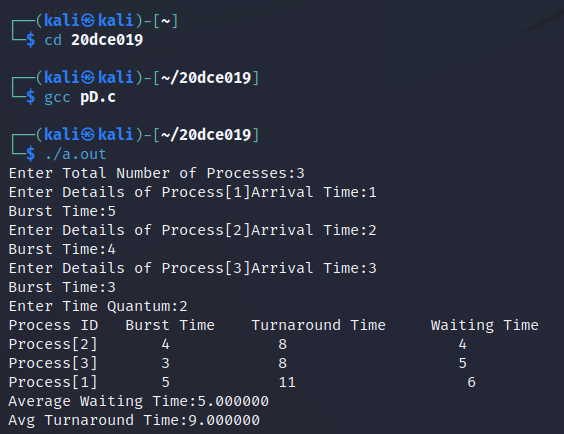 ┌──(kali㉿kali)-[~]
└─$ cd 20dce019
┌──(kali㉿kali)-[~/20dce019]
└─$ gcc pD.c
┌──(kali㉿kali)-[~/20dce019]
└─$ ./a.out
Enter Total Number of Processes:3
Enter Details of Process[1]Arrival Time:1
Burst Time:5
Enter Details of Process[2]Arrival Time:2
Burst Time:4
Enter Details of Process[3]Arrival Time:3
Burst Time:3
Enter Time Quantum:2
Process ID   Burst Time    Turnaround Time     Waiting Time
Process[2]       4            8                   4
Process[3]       3            8                   5
Process[1]       5            11                   6
Average Waiting Time:5.000000
Avg Turnaround Time:9.000000